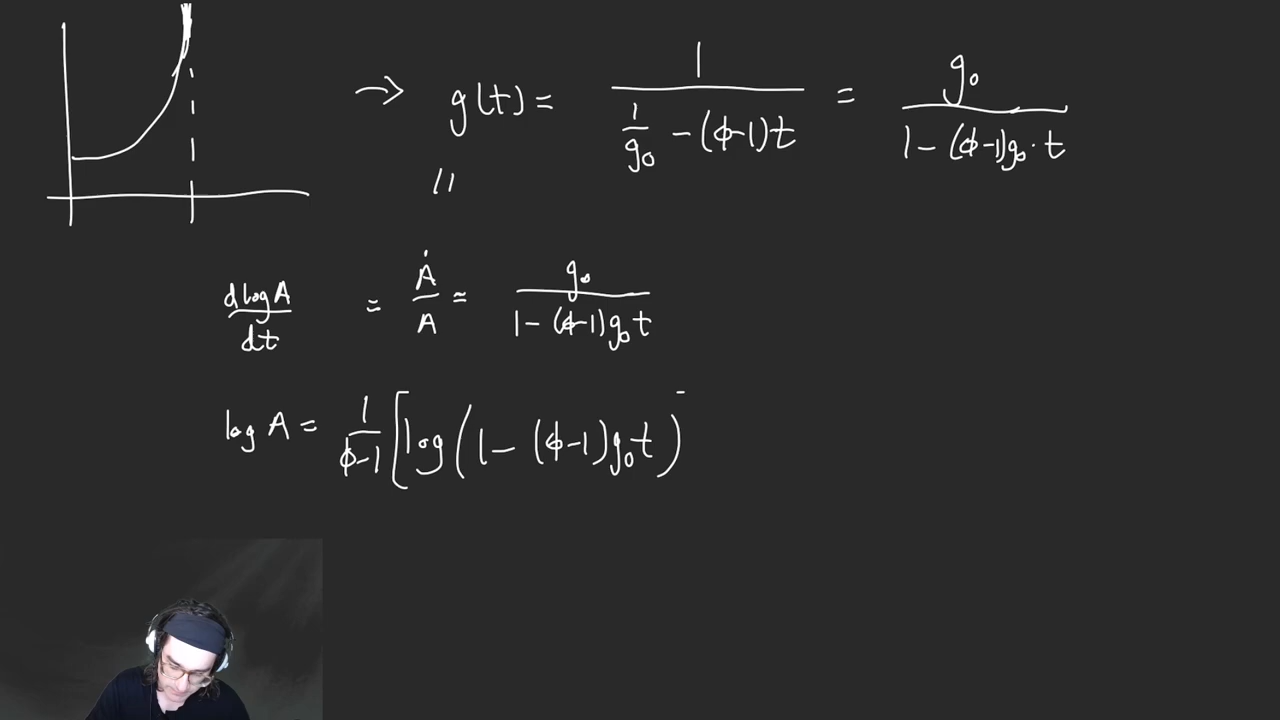 → g(t) = 1 / (1/g₀ − (ϕ−1)t) = g₀ / (1 − (ϕ−1)g₀·t)
"
d log A / dt = Ȧ / A = g₀ / (1 − (ϕ−1)g₀t)
log A = 1/(ϕ−1) [log(1 − (ϕ−1)g₀t)⁻